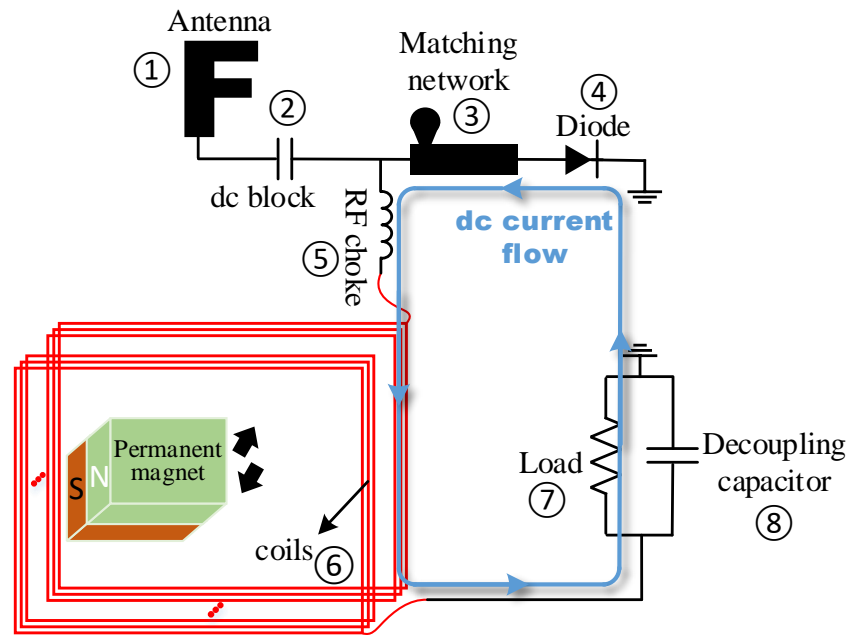 Antenna
①
②
dc block
Matching
network
③
④
Diode
RF choke
⑤
dc current
flow
Permanent
magnet
N
S
coils
⑥
Load
⑦
Decoupling
capacitor
⑧